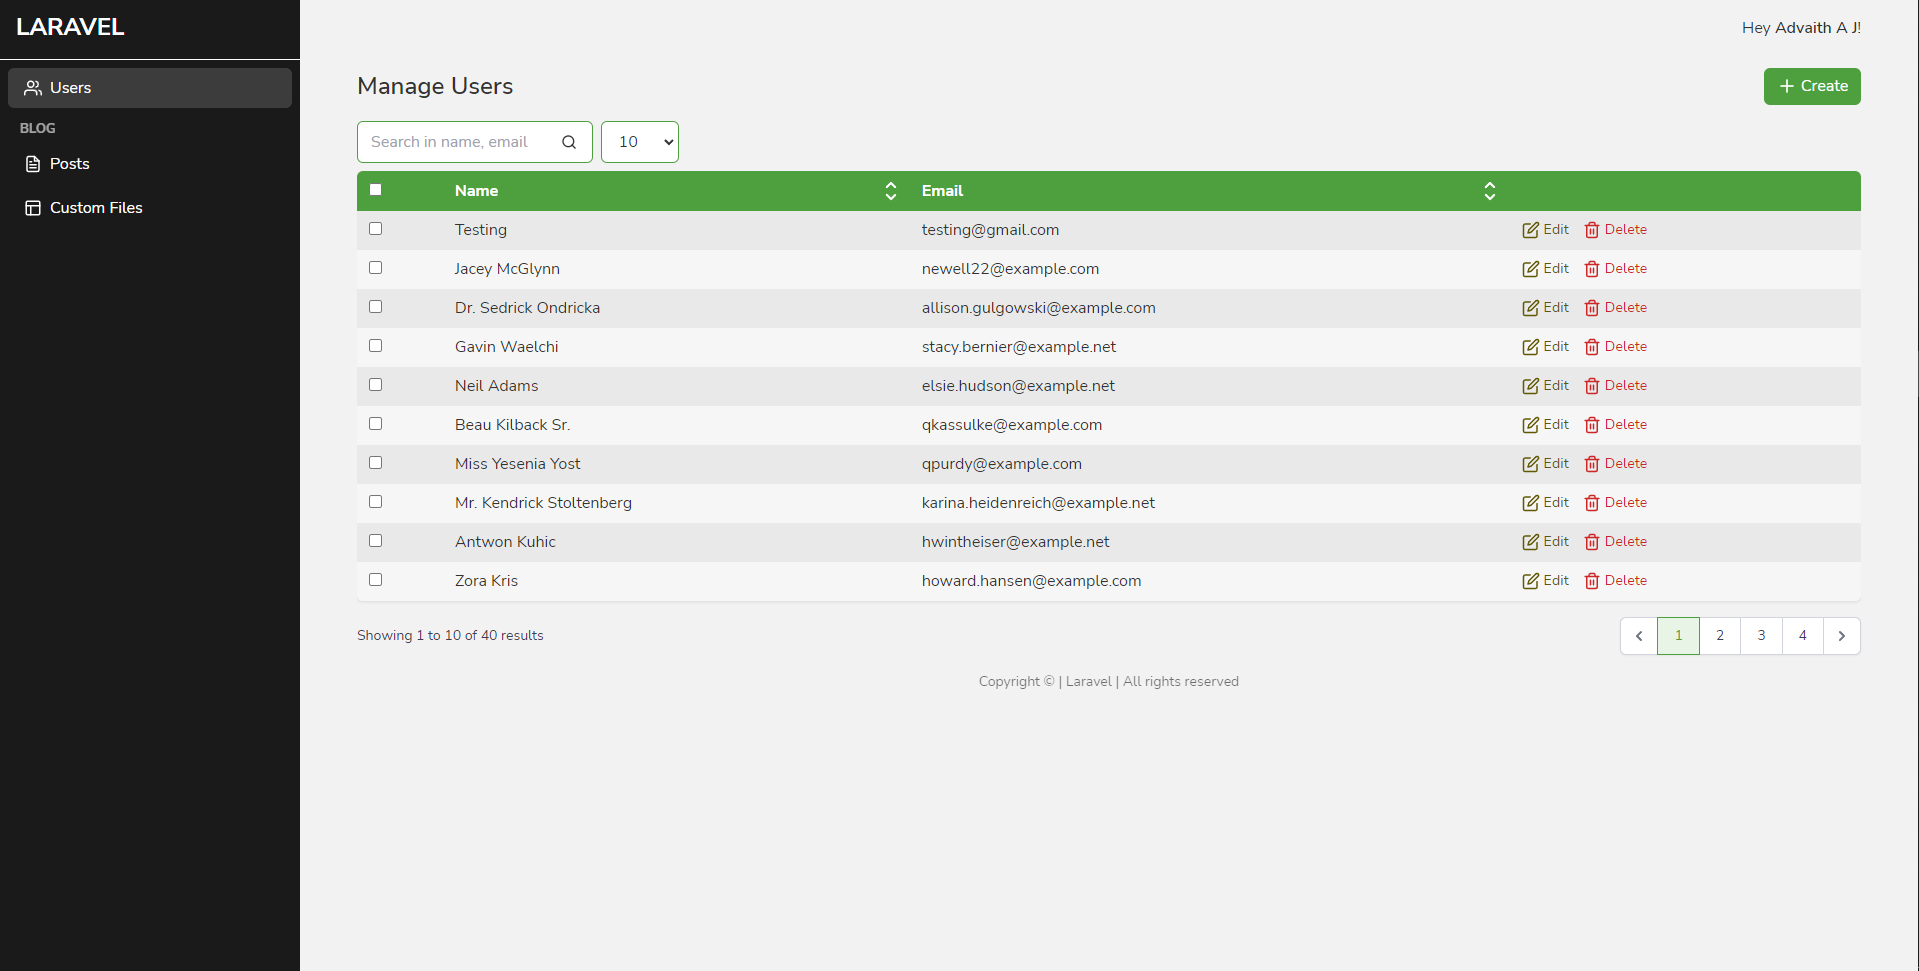 LARAVEL
Hey Advaith A J!
Users
BLOG
Posts
Custom Files
Manage Users
Create
Search in name, email
10
Name Email
Testing testing@gmail.com Edit Delete
Jacey McGlynn newell22@example.com Edit Delete
Dr. Sedrick Ondricka allison.gulgowski@example.com Edit Delete
Gavin Waelchi stacy.bernier@example.net Edit Delete
Neil Adams elsie.hudson@example.net Edit Delete
Beau Kilback Sr. qkassulke@example.com Edit Delete
Miss Yesenia Yost qpurdy@example.com Edit Delete
Mr. Kendrick Stoltenberg karina.heidenreich@example.net Edit Delete
Antwon Kuhic hwintheiser@example.net Edit Delete
Zora Kris howard.hansen@example.com Edit Delete
Showing 1 to 10 of 40 results
1 2 3 4
Copyright © | Laravel | All rights reserved